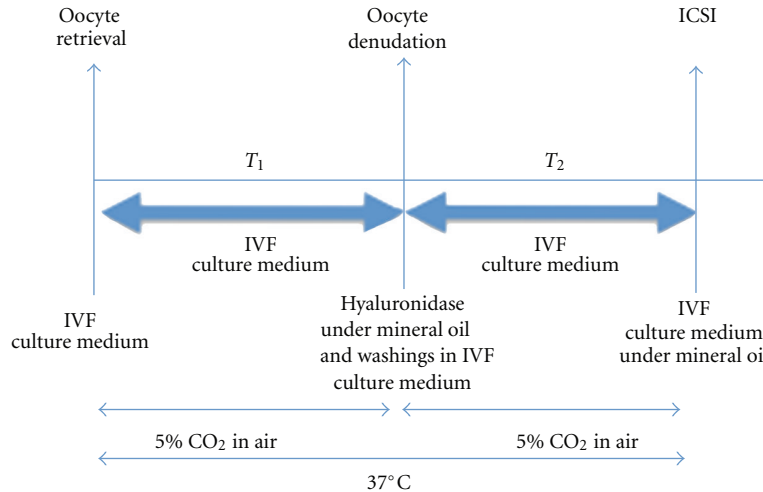 Oocyte
retrieval
Oocyte
denudation
ICSI
T₁
T₂
IVF
culture medium
IVF
culture medium
IVF
culture medium
Hyaluronidase
under mineral oil
and washings in IVF
culture medium
IVF
culture medium
under mineral oi
5% CO₂ in air
5% CO₂ in air
37°C